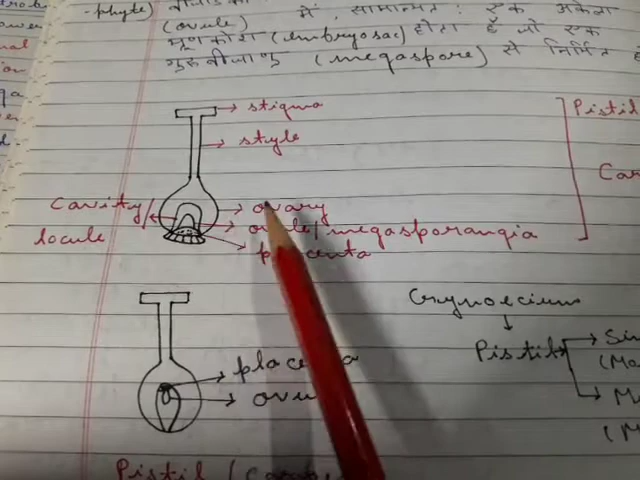 -phyte)
(ovule) में, सामान्यत: एक अकेला
भ्रूणकोश (embryosac) होता है जो एक
गुरुबीजाणु (megaspore) से निर्मित
stigma
style
Pistil
cavity/
locule
ovary
ovule/megasporangia
placenta
Gynoecium
Pistil
placenta
Pistil /